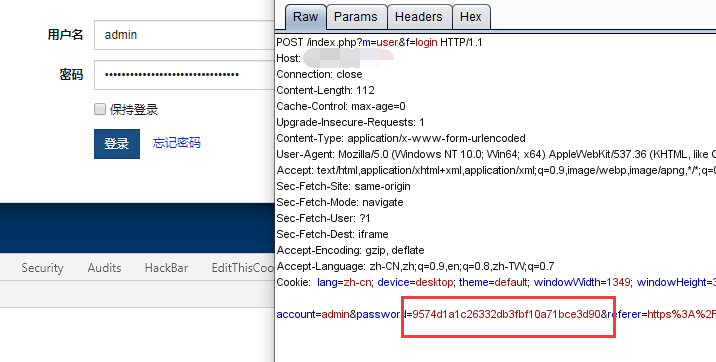 用户名 admin
密码 ••••••••••••••••••••••••••••••••
保持登录
登录 忘记密码
Security Audits HackBar EditThisCoo
Raw Params Headers Hex
POST /index.php?m=user&f=login HTTP/1.1
Host:
Connection: close
Content-Length: 112
Cache-Control: max-age=0
Upgrade-Insecure-Requests: 1
Content-Type: application/x-www-form-urlencoded
User-Agent: Mozilla/5.0 (Windows NT 10.0; Win64; x64) AppleWebKit/537.36 (KHTML, like G
Accept: text/html,application/xhtml+xml,application/xml;q=0.9,image/webp,image/apng,*/*;q=0
Sec-Fetch-Site: same-origin
Sec-Fetch-Mode: navigate
Sec-Fetch-User: ?1
Sec-Fetch-Dest: iframe
Accept-Encoding: gzip, deflate
Accept-Language: zh-CN,zh;q=0.9,en;q=0.8,zh-TW;q=0.7
Cookie: lang=zh-cn; device=desktop; theme=default; windowWidth=1349; windowHeight=3
account=admin&password=9574d1a1c26332db3fbf10a71bce3d90&referer=https%3A%2F